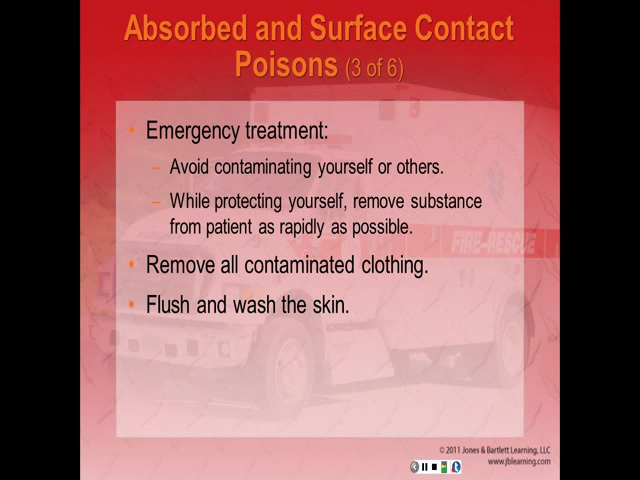 Absorbed and Surface Contact
Poisons (3 of 6)
• Emergency treatment:
– Avoid contaminating yourself or others.
– While protecting yourself, remove substance
from patient as rapidly as possible.
• Remove all contaminated clothing.
• Flush and wash the skin.
FIRE-RESCUE
© 2011 Jones & Bartlett Learning, LLC
www.jblearning.com